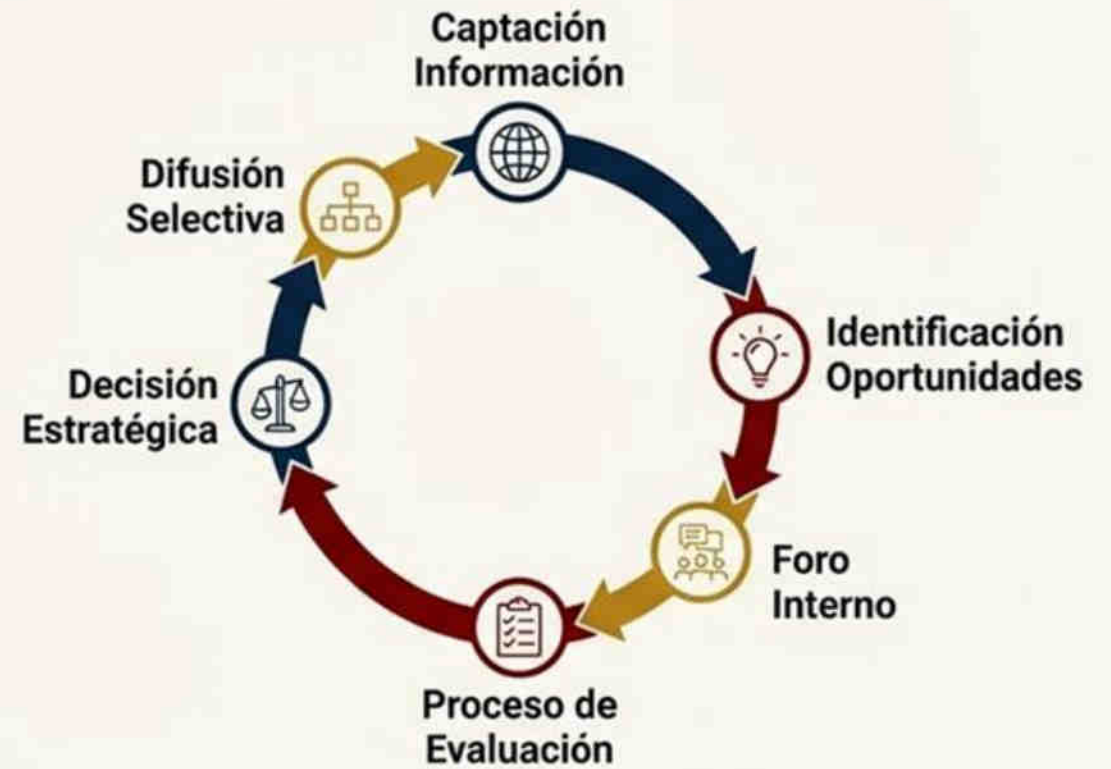 Captación
Información
Difusión
Selectiva
Identificación
Oportunidades
Decisión
Estratégica
Foro
Interno
Proceso de
Evaluación